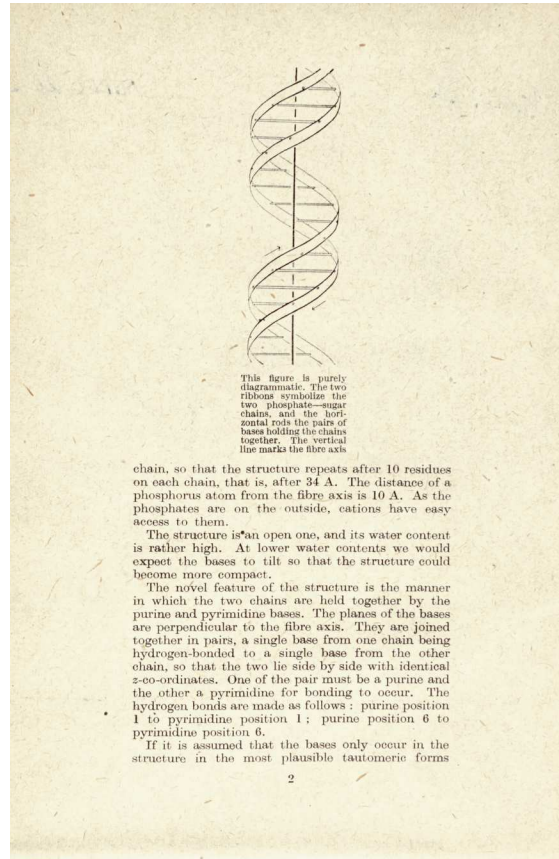 This figure is purely
diagrammatic. The two
ribbons symbolize the
two phosphate—sugar
chains, and the hori-
zontal rods the pairs of
bases holding the chains
together. The vertical
line marks the fibre axis
chain, so that the structure repeats after 10 residues
on each chain, that is, after 34 A. The distance of a
phosphorus atom from the fibre axis is 10 A. As the
phosphates are on the outside, cations have easy
access to them.
The structure is an open one, and its water content
is rather high. At lower water contents we would
expect the bases to tilt so that the structure could
become more compact.
The novel feature of the structure is the manner
in which the two chains are held together by the
purine and pyrimidine bases. The planes of the bases
are perpendicular to the fibre axis. They are joined
together in pairs, a single base from one chain being
hydrogen-bonded to a single base from the other
chain, so that the two lie side by side with identical
z-co-ordinates. One of the pair must be a purine and
the other a pyrimidine for bonding to occur. The
hydrogen bonds are made as follows : purine position
1 to pyrimidine position 1 ; purine position 6 to
pyrimidine position 6.
If it is assumed that the bases only occur in the
structure in the most plausible tautomeric forms
2